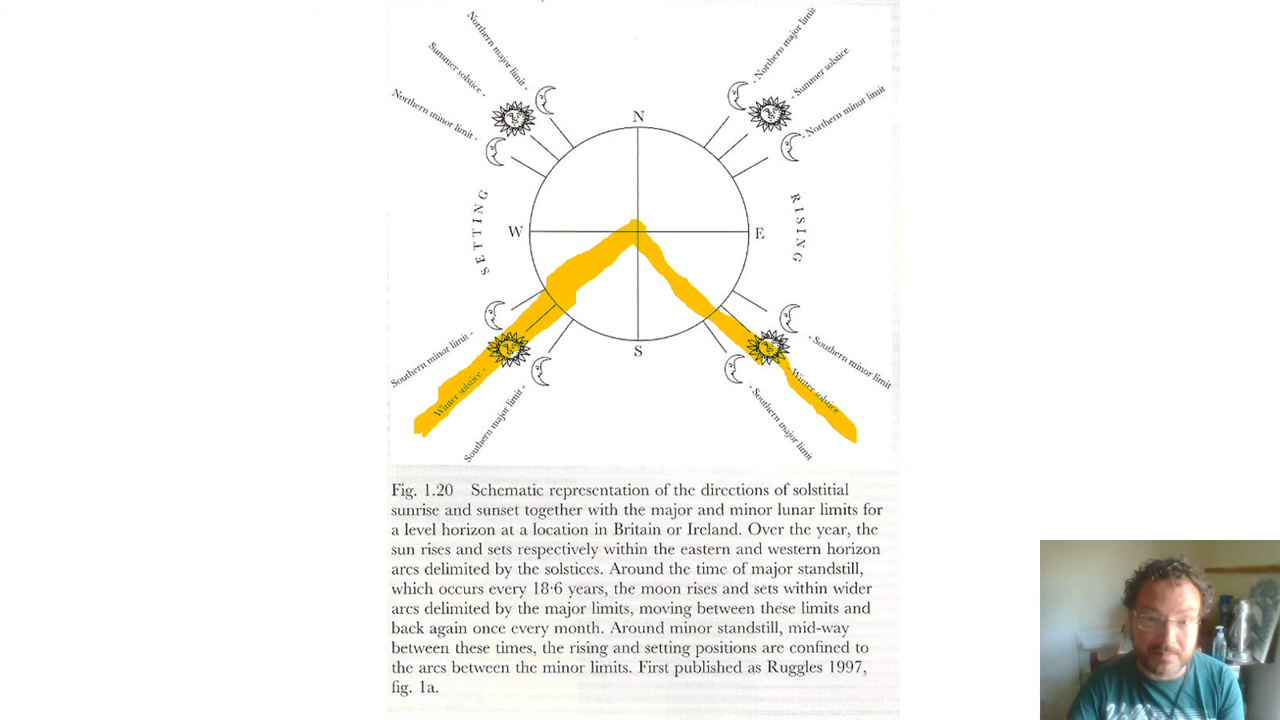 Northern major limit -
Summer solstice -
Northern minor limit -
- Northern major limit
- Summer solstice
- Northern minor limit
N
SETTING
W
E
RISING
S
Southern minor limit -
Winter solstice -
Southern major limit -
- Southern minor limit
- Winter solstice
- Southern major limit
Fig. 1.20 Schematic representation of the directions of solstitial
sunrise and sunset together with the major and minor lunar limits for
a level horizon at a location in Britain or Ireland. Over the year, the
sun rises and sets respectively within the eastern and western horizon
arcs delimited by the solstices. Around the time of major standstill,
which occurs every 18·6 years, the moon rises and sets within wider
arcs delimited by the major limits, moving between these limits and
back again once every month. Around minor standstill, mid-way
between these times, the rising and setting positions are confined to
the arcs between the minor limits. First published as Ruggles 1997,
fig. 1a.